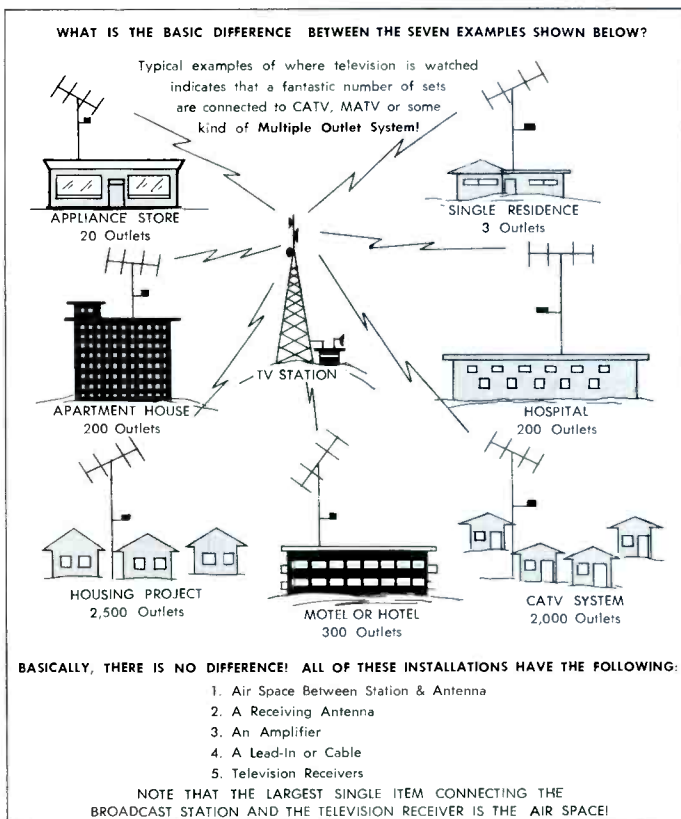 WHAT IS THE BASIC DIFFERENCE BETWEEN THE SEVEN EXAMPLES SHOWN BELOW?
Typical examples of where television is watched
indicates that a fantastic number of sets
are connected to CATV, MATV or some
kind of Multiple Outlet System!
APPLIANCE STORE
20 Outlets
SINGLE RESIDENCE
3 Outlets
TV STATION
APARTMENT HOUSE
200 Outlets
HOSPITAL
200 Outlets
HOUSING PROJECT
2,500 Outlets
MOTEL OR HOTEL
300 Outlets
CATV SYSTEM
2,000 Outlets
BASICALLY, THERE IS NO DIFFERENCE! ALL OF THESE INSTALLATIONS HAVE THE FOLLOWING:
1. Air Space Between Station & Antenna
2. A Receiving Antenna
3. An Amplifier
4. A Lead-In or Cable
5. Television Receivers
NOTE THAT THE LARGEST SINGLE ITEM CONNECTING THE
BROADCAST STATION AND THE TELEVISION RECEIVER IS THE AIR SPACE!